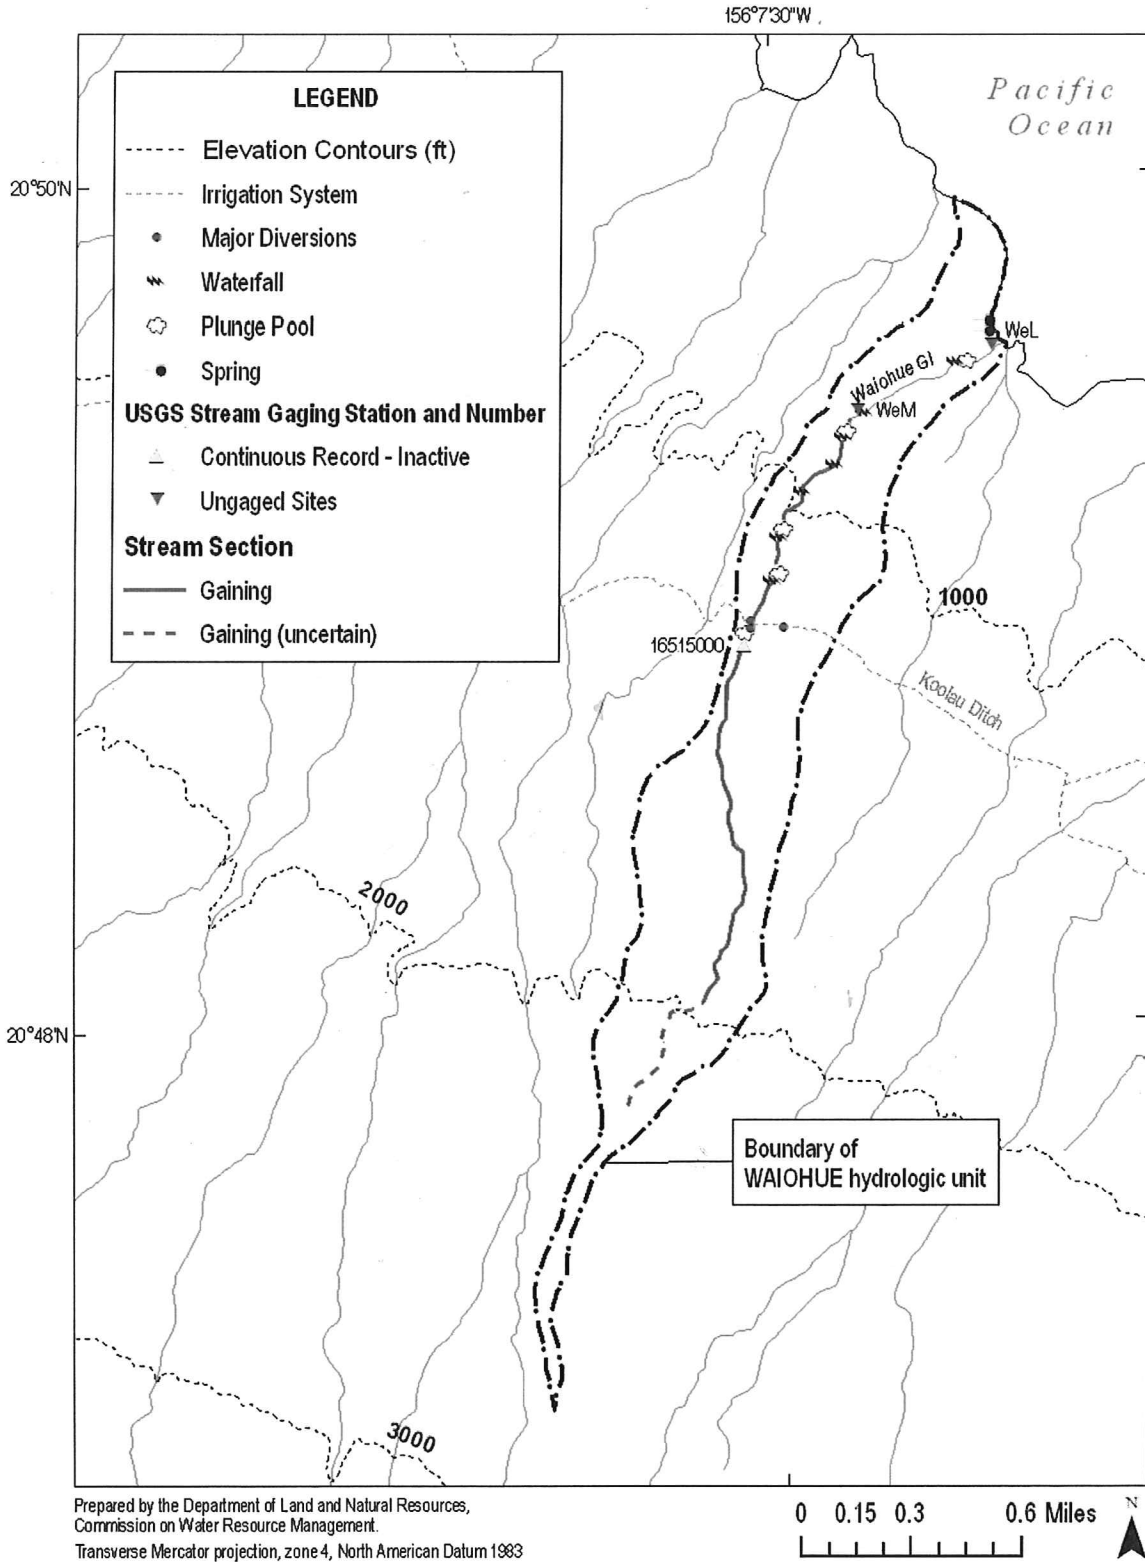 156°7'30"W
Pacific
Ocean
LEGEND
Elevation Contours (ft)
20°50'N
Irrigation System
Major Diversions
Waterfall
Plunge Pool
Spring
USGS Stream Gaging Station and Number
Continuous Record - Inactive
Ungaged Sites
Stream Section
Gaining
Gaining (uncertain)
WeL
Waiohue Gl
WeM
1000
16515000
Koolau Ditch
2000
20°48'N
Boundary of
WAIOHUE hydrologic unit
3000
Prepared by the Department of Land and Natural Resources,
Commission on Water Resource Management.
Transverse Mercator projection, zone 4, North American Datum 1983
0 0.15 0.3 0.6 Miles
N